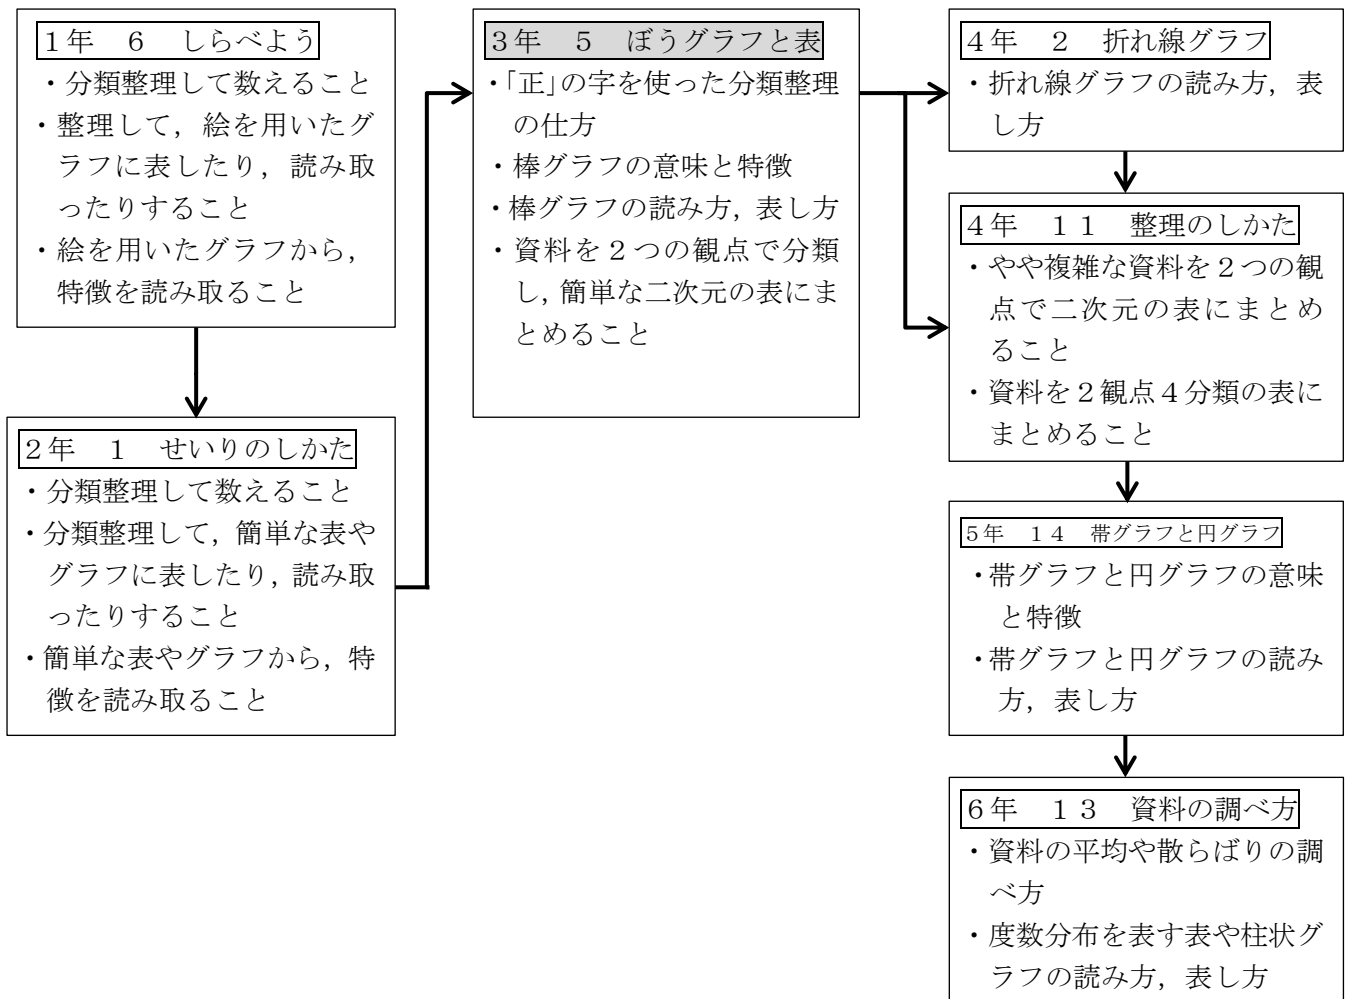 1年　6　しらべよう
・分類整理して数えること
・整理して，絵を用いたグ
ラフに表したり，読み取
ったりすること
・絵を用いたグラフから，
特徴を読み取ること
2年　1　せいりのしかた
・分類整理して数えること
・分類整理して，簡単な表や
グラフに表したり，読み取
ったりすること
・簡単な表やグラフから，特
徴を読み取ること
3年　5　ぼうグラフと表
・「正」の字を使った分類整理
の仕方
・棒グラフの意味と特徴
・棒グラフの読み方，表し方
・資料を２つの観点で分類
し，簡単な二次元の表にま
とめること
4年　2　折れ線グラフ
・折れ線グラフの読み方，表
し方
4年　１１　整理のしかた
・やや複雑な資料を２つの観
点で二次元の表にまとめ
ること
・資料を２観点４分類の表に
まとめること
5年　１４　帯グラフと円グラフ
・帯グラフと円グラフの意味
と特徴
・帯グラフと円グラフの読み
方，表し方
6年　１３　資料の調べ方
・資料の平均や散らばりの調
べ方
・度数分布を表す表や柱状グ
ラフの読み方，表し方